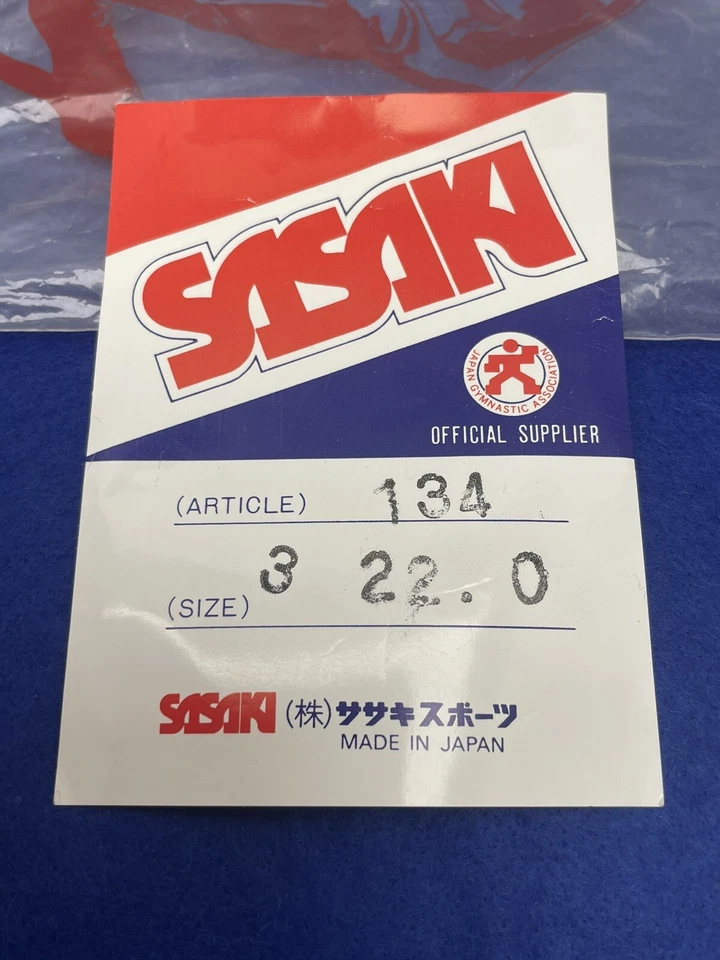 SASAKI
JAPAN GYMNASTIC ASSOCIATION
OFFICIAL SUPPLIER
(ARTICLE) 134
(SIZE) 3 22.0
SASAKI (株)ササキスポーツ
MADE IN JAPAN